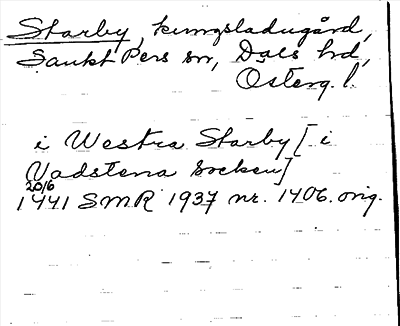 Starby, kungsladugård,
Sankt Pers sn, Dals hd,
Österg. l.
i Westra Starby [i
Vadstena socken]
20/6
1441 SMR 1937 nr. 1406. orig.